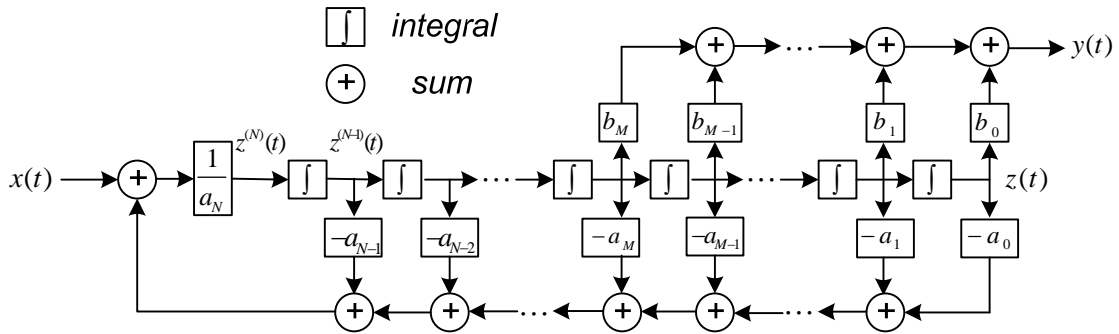 ∫ integral
+ sum
x(t)
+
1/a_N
z^{(N)}(t)
∫
z^{(N-1)}(t)
∫
...
∫
∫
...
∫
∫
z(t)
b_M
b_{M-1}
b_1
b_0
+
...
+
+
y(t)
-a_{N-1}
-a_{N-2}
-a_M
-a_{M-1}
-a_1
-a_0
+
+
...
+
+
...
+